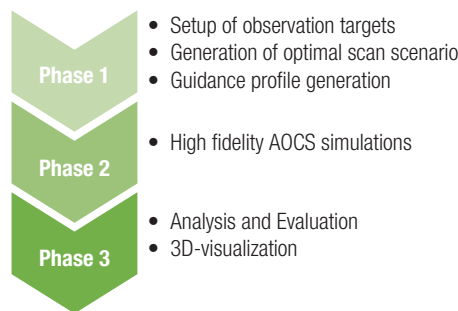 Phase 1
• Setup of observation targets
• Generation of optimal scan scenario
• Guidance profile generation
Phase 2
• High fidelity AOCS simulations
Phase 3
• Analysis and Evaluation
• 3D-visualization